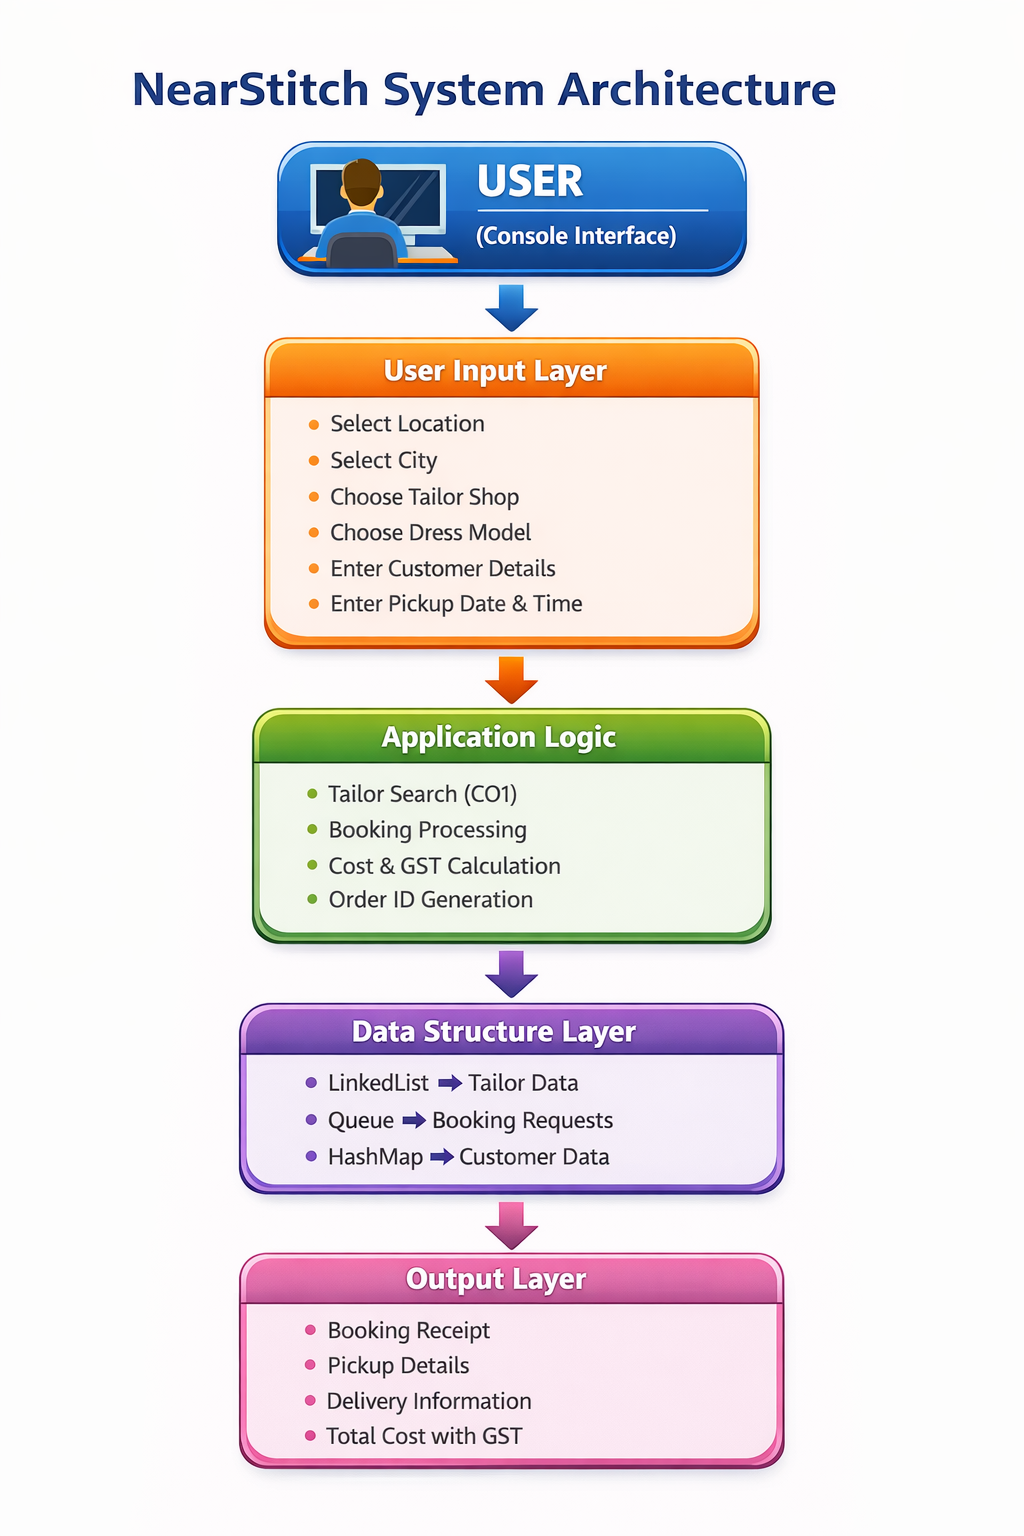 NearStitch System Architecture
USER
(Console Interface)
User Input Layer
• Select Location
• Select City
• Choose Tailor Shop
• Choose Dress Model
• Enter Customer Details
• Enter Pickup Date & Time
Application Logic
• Tailor Search (CO1)
• Booking Processing
• Cost & GST Calculation
• Order ID Generation
Data Structure Layer
• LinkedList ➡ Tailor Data
• Queue ➡ Booking Requests
• HashMap ➡ Customer Data
Output Layer
• Booking Receipt
• Pickup Details
• Delivery Information
• Total Cost with GST